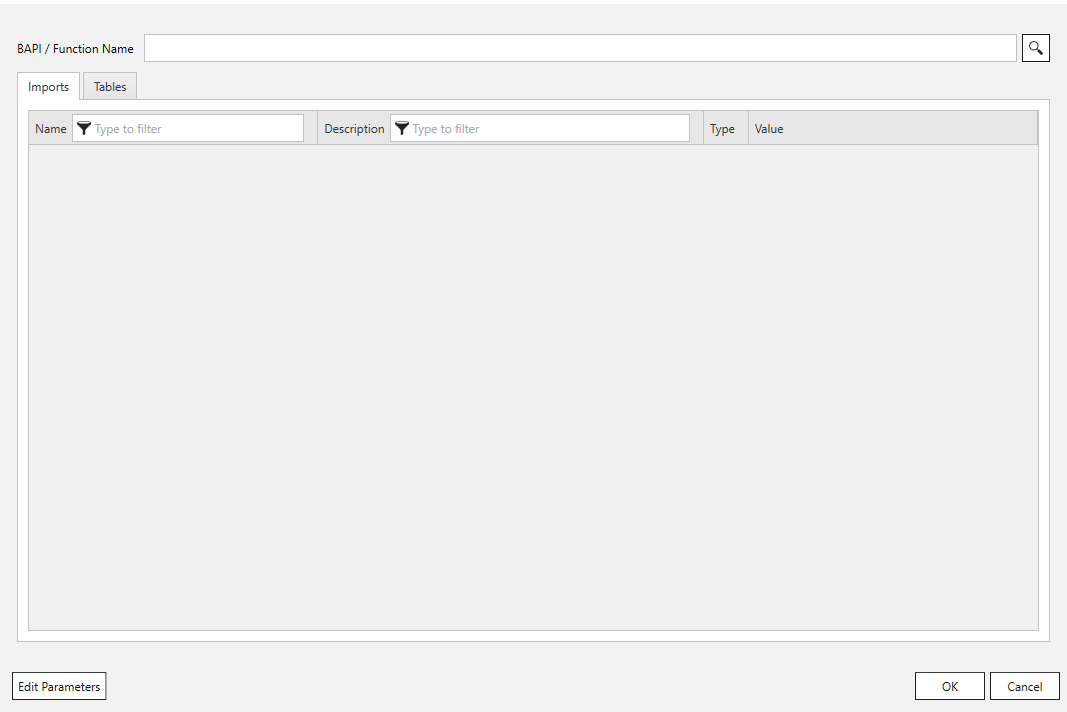 BAPI / Function Name
Imports Tables
Name Type to filter Description Type to filter Type Value
Edit Parameters OK Cancel